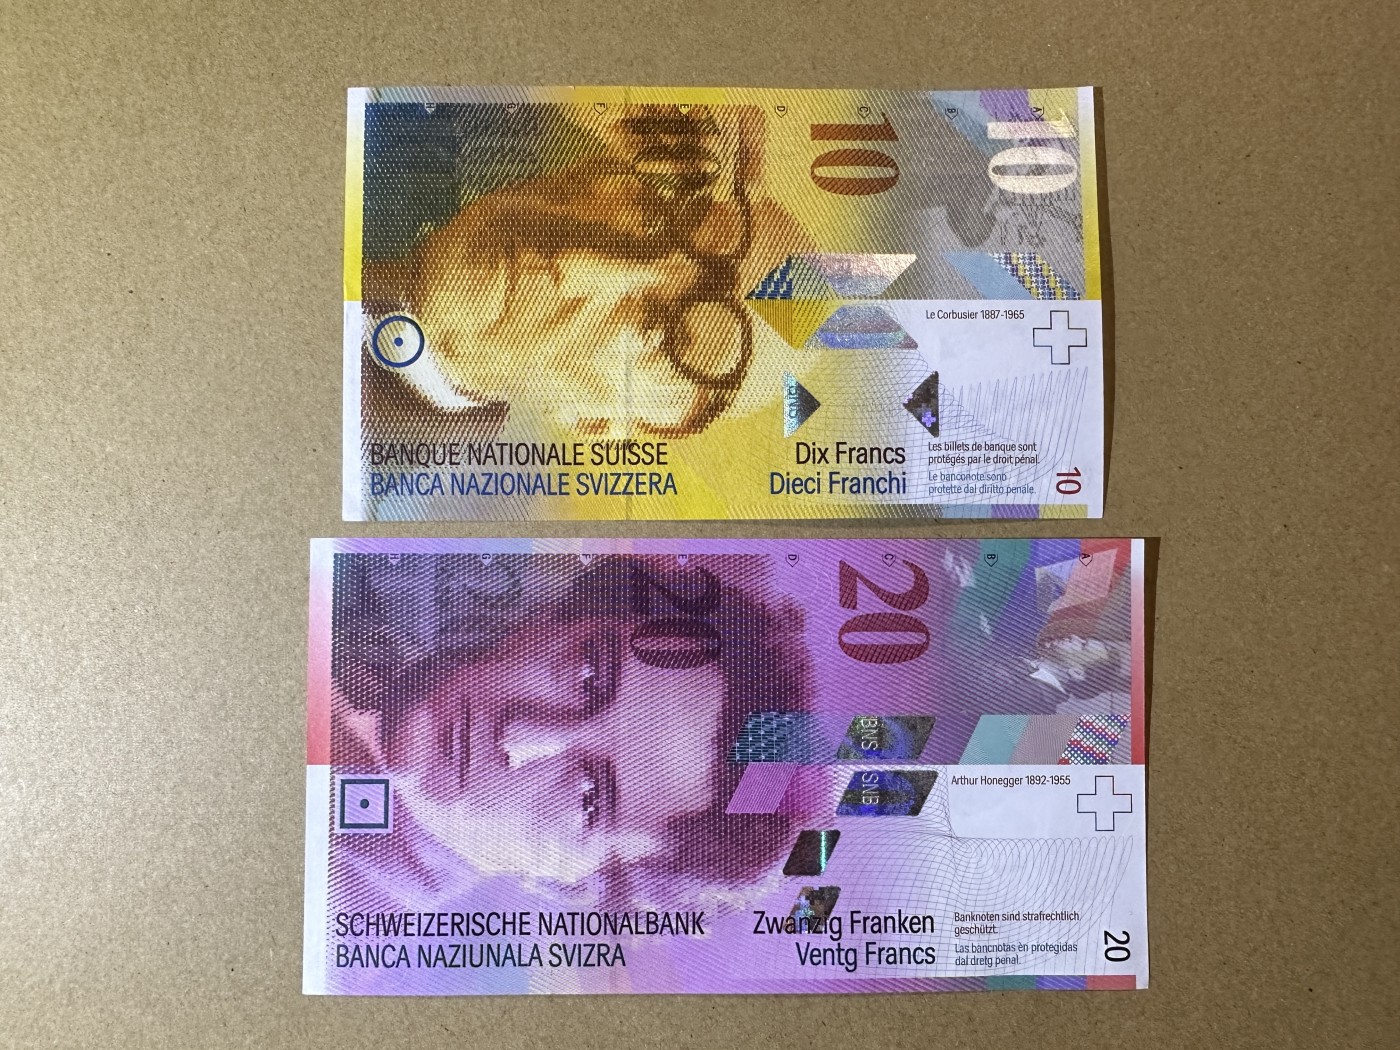 H G F E D C B A
10
10
10
Le Corbusier 1887-1965
BANQUE NATIONALE SUISSE
BANCA NAZIONALE SVIZZERA
Dix Francs
Dieci Franchi
Les billets de banque sont
protégés par le droit pénal.
Le banconote sono
protette dal diritto penale.
10
H G F E D C B A
20
20
BNS
SNB
Arthur Honegger 1892-1955
SCHWEIZERISCHE NATIONALBANK
BANCA NAZIUNALA SVIZRA
Zwanzig Franken
Ventg Francs
Banknoten sind strafrechtlich
geschützt.
Las bancnotas èn protegidas
dal dretg penal.
20